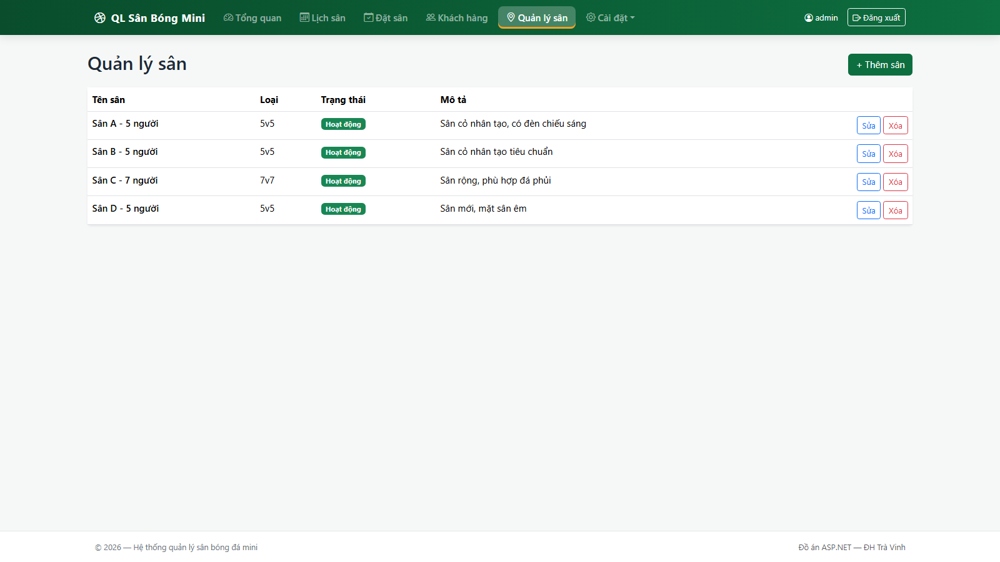 QL Sân Bóng Mini Tổng quan Lịch sân Đặt sân Khách hàng Quản lý sân Cài đặt admin Đăng xuất
Quản lý sân + Thêm sân
Tên sân Loại Trạng thái Mô tả
Sân A - 5 người 5v5 Hoạt động Sân cỏ nhân tạo, có đèn chiếu sáng Sửa Xóa
Sân B - 5 người 5v5 Hoạt động Sân cỏ nhân tạo tiêu chuẩn Sửa Xóa
Sân C - 7 người 7v7 Hoạt động Sân rộng, phù hợp đá phủi Sửa Xóa
Sân D - 5 người 5v5 Hoạt động Sân mới, mặt sân êm Sửa Xóa
© 2026 — Hệ thống quản lý sân bóng đá mini Đồ án ASP.NET — ĐH Trà Vinh